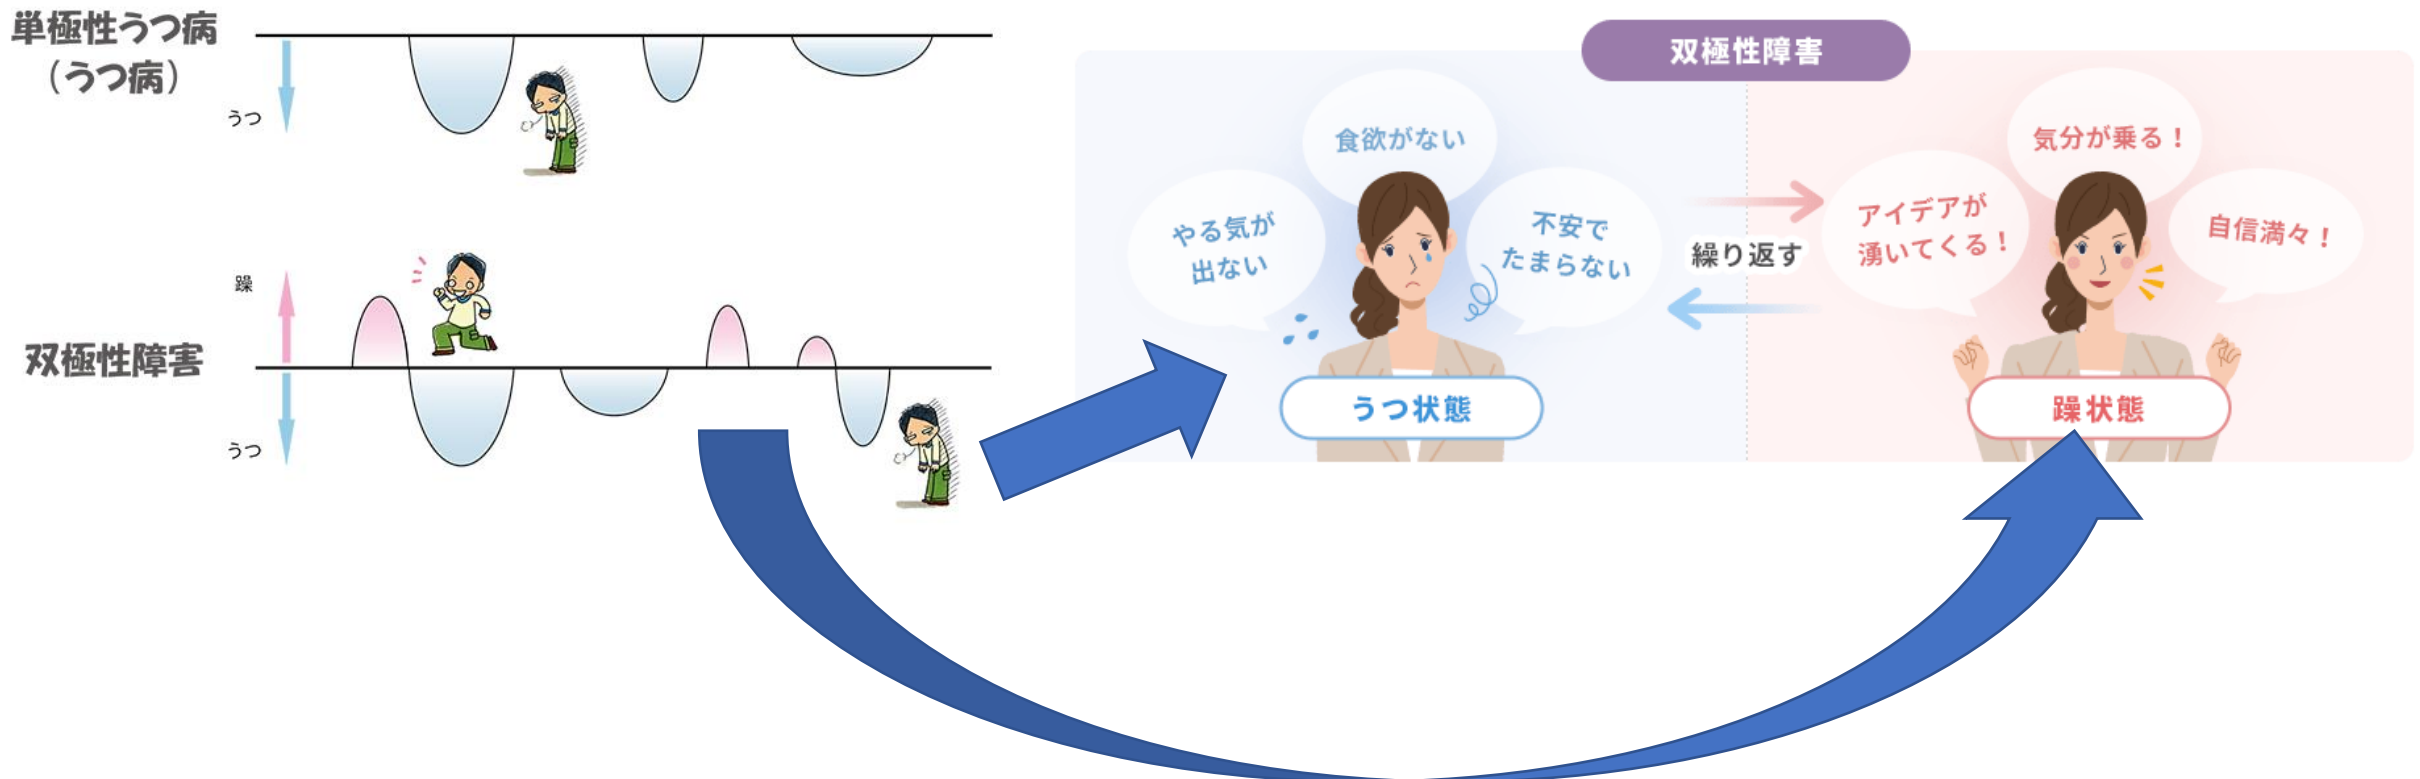 単極性うつ病
（うつ病）
うつ
躁
双極性障害
うつ
双極性障害
食欲がない
やる気が
出ない
不安で
たまらない
うつ状態
繰り返す
気分が乗る！
アイデアが
湧いてくる！
自信満々！
躁状態